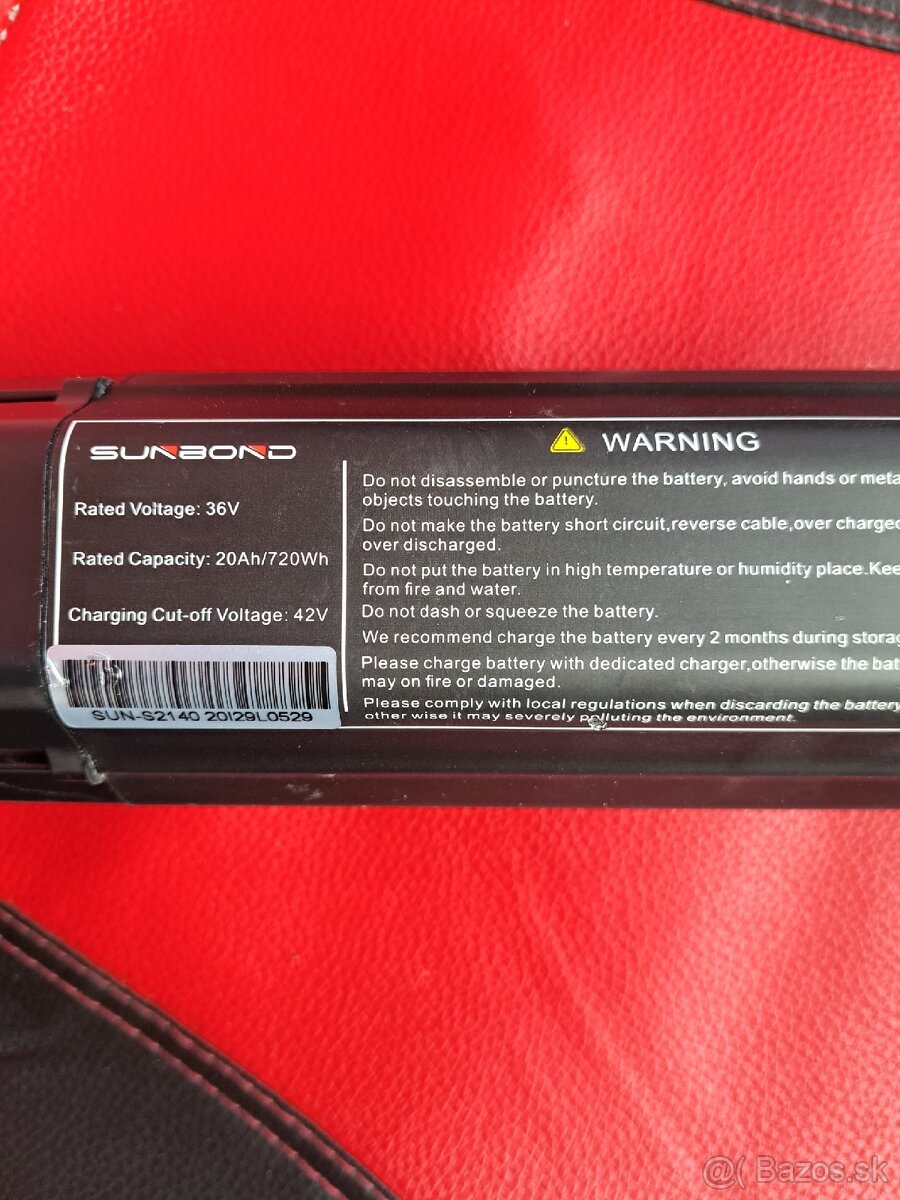 SUNBOND
Rated Voltage: 36V
Rated Capacity: 20Ah/720Wh
Charging Cut-off Voltage: 42V
SUN-S2140 20I29L0529
WARNING
Do not disassemble or puncture the battery, avoid hands or meta
objects touching the battery.
Do not make the battery short circuit,reverse cable,over charged
over discharged.
Do not put the battery in high temperature or humidity place.Kee
from fire and water.
Do not dash or squeeze the battery.
We recommend charge the battery every 2 months during storag
Please charge battery with dedicated charger,otherwise the bat
may on fire or damaged.
Please comply with local regulations when discarding the battery
other wise it may severely polluting the environment.
@( Bazos.sk